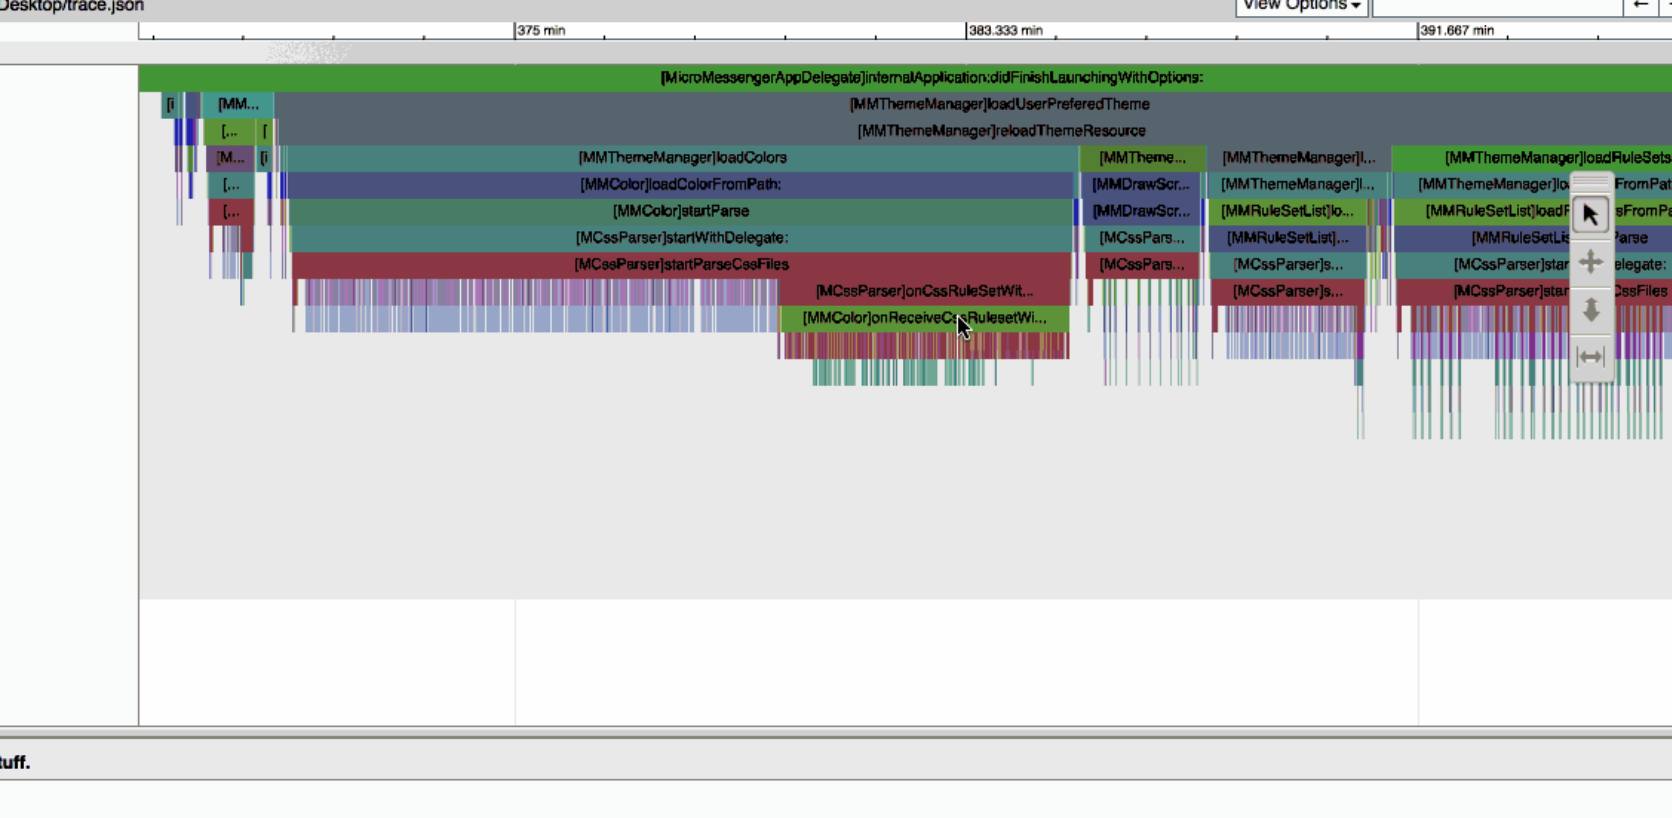 Desktop/trace.json View Options ←
375 min 383.333 min 391.667 min
[MicroMessengerAppDelegate]internalApplication:didFinishLaunchingWithOptions:
[i [MM... [MMThemeManager]loadUserPreferedTheme
[... [ [MMThemeManager]reloadThemeResource
[M... [i [MMThemeManager]loadColors [MMTheme... [MMThemeManager]l... [MMThemeManager]loadRuleSets
[... [MMColor]loadColorFromPath: [MMDrawScr... [MMThemeManager]l... [MMThemeManager]lo FromPat
[... [MMColor]startParse [MMDrawScr... [MMRuleSetList]lo... [MMRuleSetList]loadR sFromPa
[MCssParser]startWithDelegate: [MCssPars... [MMRuleSetList]... [MMRuleSetLis Parse
[MCssParser]startParseCssFiles [MCssPars... [MCssParser]s... [MCssParser]star elegate:
[MCssParser]onCssRuleSetWit... [MCssParser]s... [MCssParser]star CssFiles
[MMColor]onReceiveCssRulesetWi...
tuff.